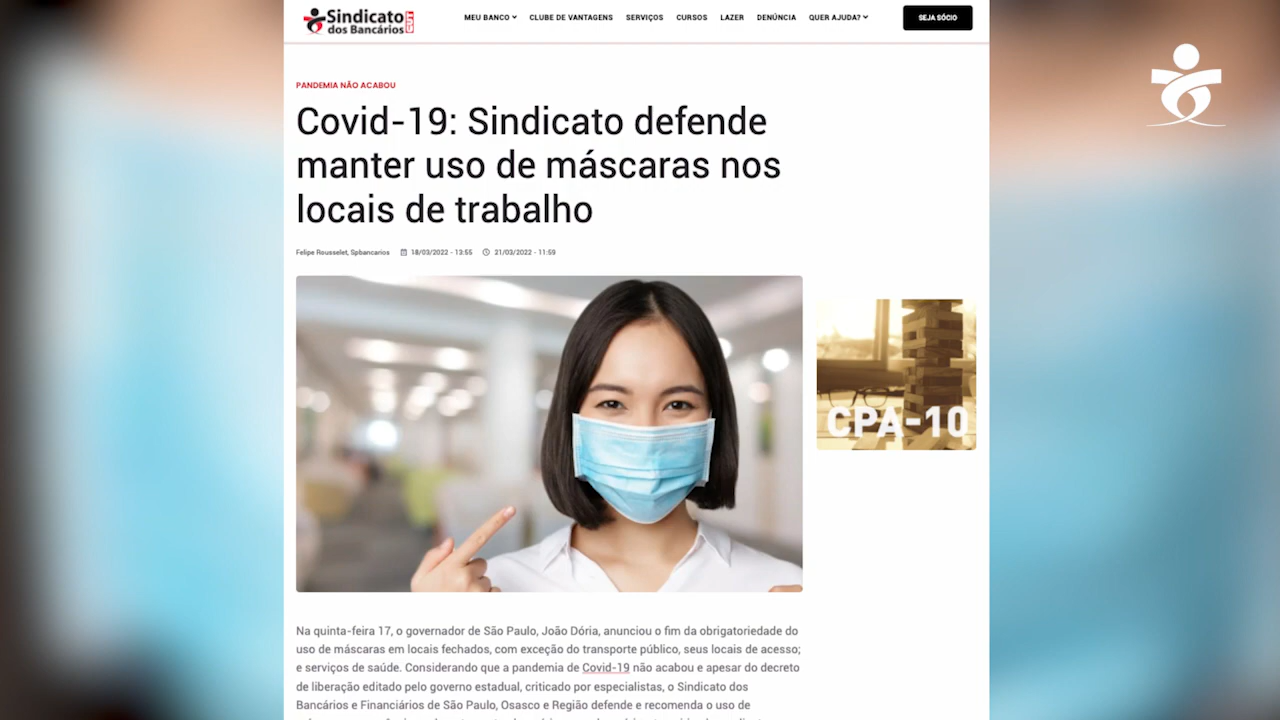 Sindicato
dos Bancários
CUT
MEU BANCO
CLUBE DE VANTAGENS
SERVIÇOS
CURSOS
LAZER
DENÚNCIA
QUER AJUDA?
SEJA SÓCIO
PANDEMIA NÃO ACABOU
Covid-19: Sindicato defende
manter uso de máscaras nos
locais de trabalho
Felipe Rousselet, Spbancarios 18/03/2022 - 13:55 21/03/2022 - 11:59
CPA-10
Na quinta-feira 17, o governador de São Paulo, João Dória, anunciou o fim da obrigatoriedade do
uso de máscaras em locais fechados, com exceção do transporte público, seus locais de acesso;
e serviços de saúde. Considerando que a pandemia de Covid-19 não acabou e apesar do decreto
de liberação editado pelo governo estadual, criticado por especialistas, o Sindicato dos
Bancários e Financiários de São Paulo, Osasco e Região defende e recomenda o uso de